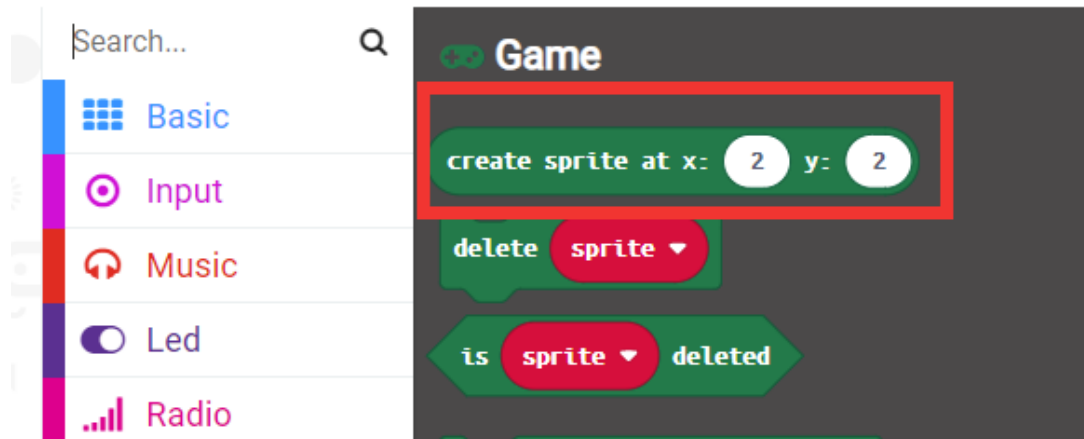 Search...
Basic
Input
Music
Led
Radio
Game
create sprite at x: 2 y: 2
delete sprite
is sprite deleted